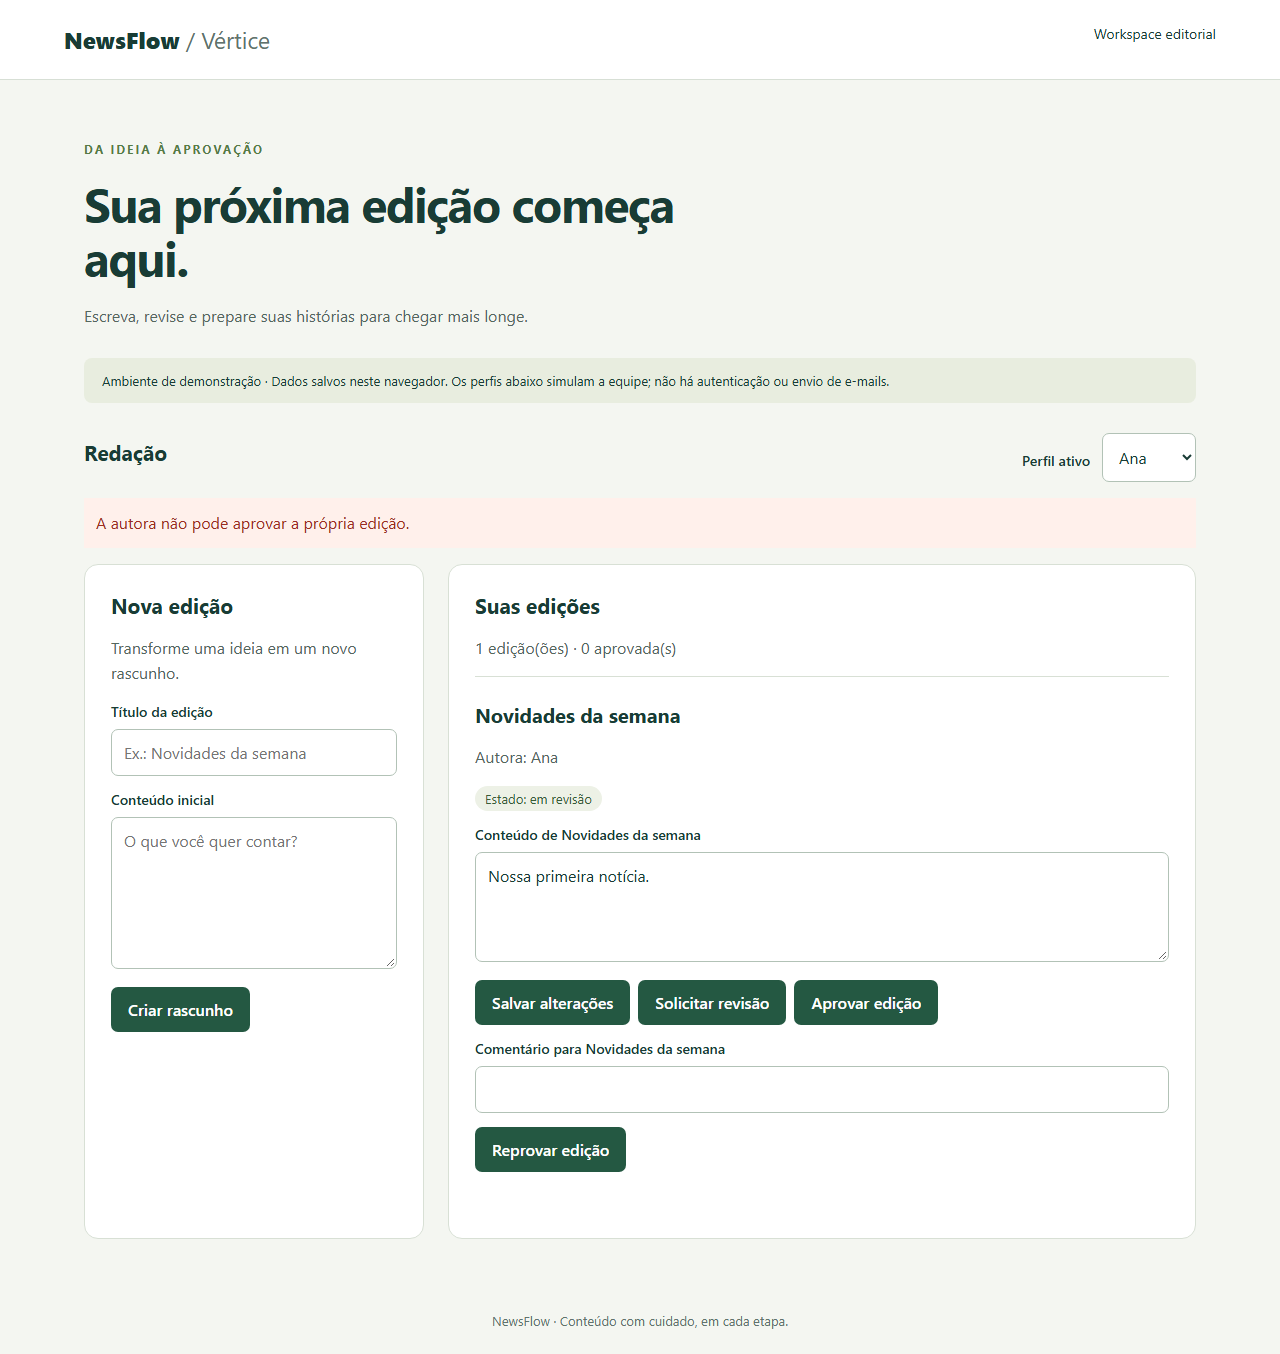 NewsFlow / Vértice
Workspace editorial
DA IDEIA À APROVAÇÃO
Sua próxima edição começa
aqui.
Escreva, revise e prepare suas histórias para chegar mais longe.
Ambiente de demonstração · Dados salvos neste navegador. Os perfis abaixo simulam a equipe; não há autenticação ou envio de e-mails.
Redação
Perfil ativo
Ana
A autora não pode aprovar a própria edição.
Nova edição
Transforme uma ideia em um novo
rascunho.
Título da edição
Ex.: Novidades da semana
Conteúdo inicial
O que você quer contar?
Criar rascunho
Suas edições
1 edição(ões) · 0 aprovada(s)
Novidades da semana
Autora: Ana
Estado: em revisão
Conteúdo de Novidades da semana
Nossa primeira notícia.
Salvar alterações
Solicitar revisão
Aprovar edição
Comentário para Novidades da semana
Reprovar edição
NewsFlow · Conteúdo com cuidado, em cada etapa.